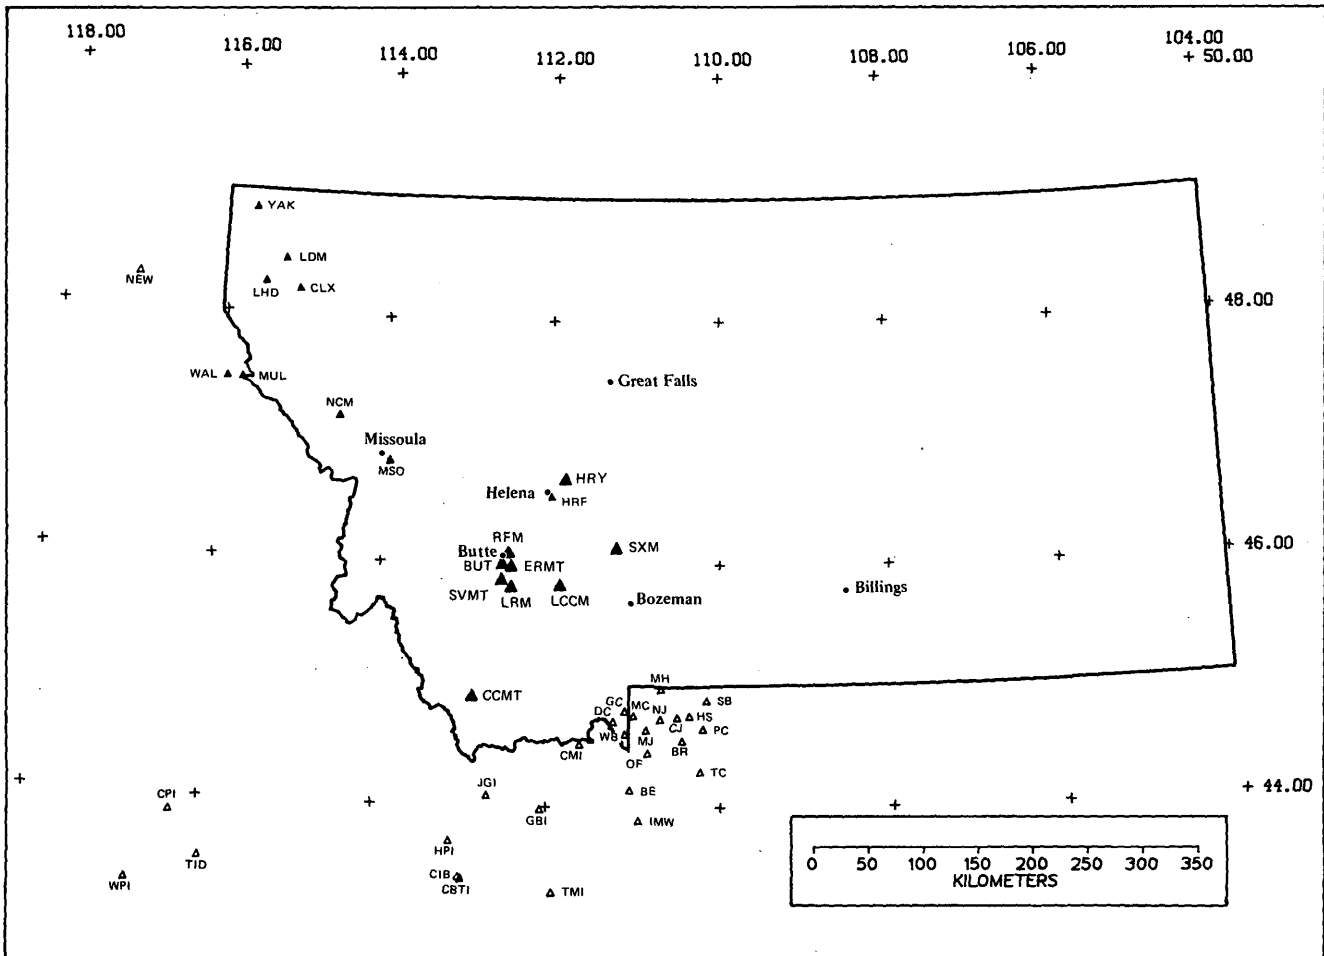 118.00
116.00
114.00
112.00
110.00
108.00
106.00
104.00
50.00
YAK
LDM
NEW
LHD
CLX
48.00
WAL
MUL
Great Falls
NCM
Missoula
MSO
HRY
Helena
HRF
RFM
SXM
46.00
Butte
BUT
ERMT
Billings
SVMT
LRM
LCCM
Bozeman
MH
CCMT
GC
MC
SB
DC
NJ
HS
WB
MJ
CJ
PC
CMI
OF
BR
TC
JGI
BE
44.00
CPI
GBI
IMW
HPI
TID
CIB
WPI
CBTI
TMI
0 50 100 150 200 250 300 350
KILOMETERS